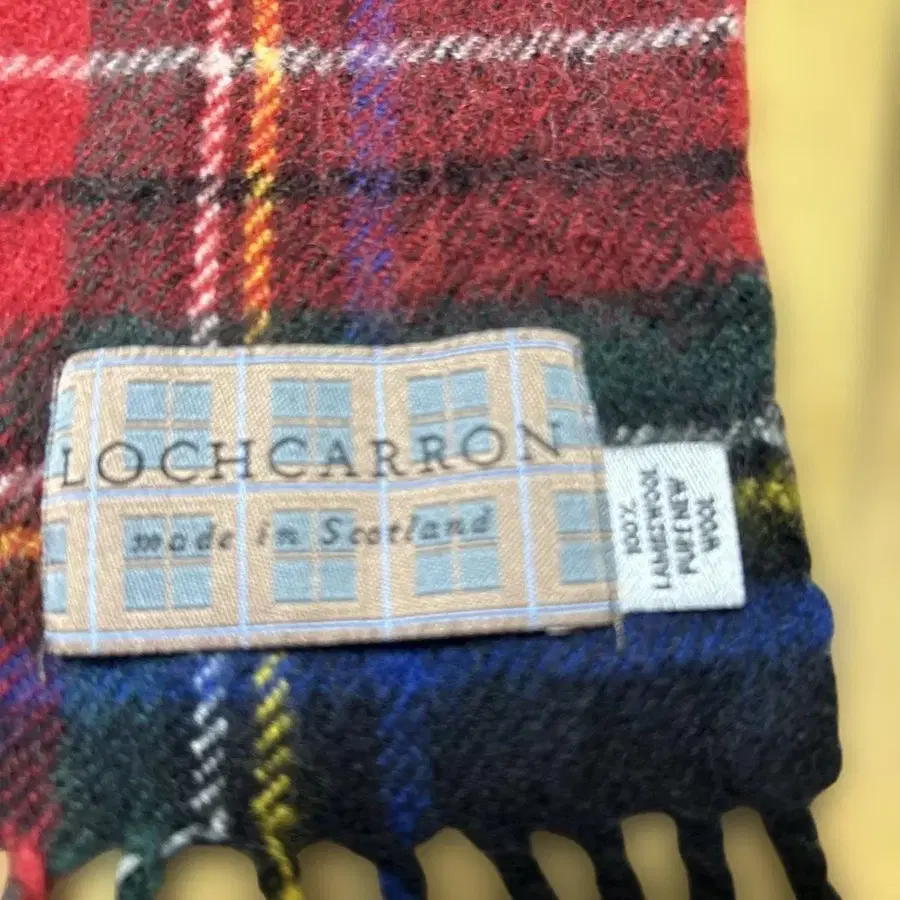 LOCHCARRON
made in Scotland
100%
LAMBSWOOL
PURE NEW
WOOL